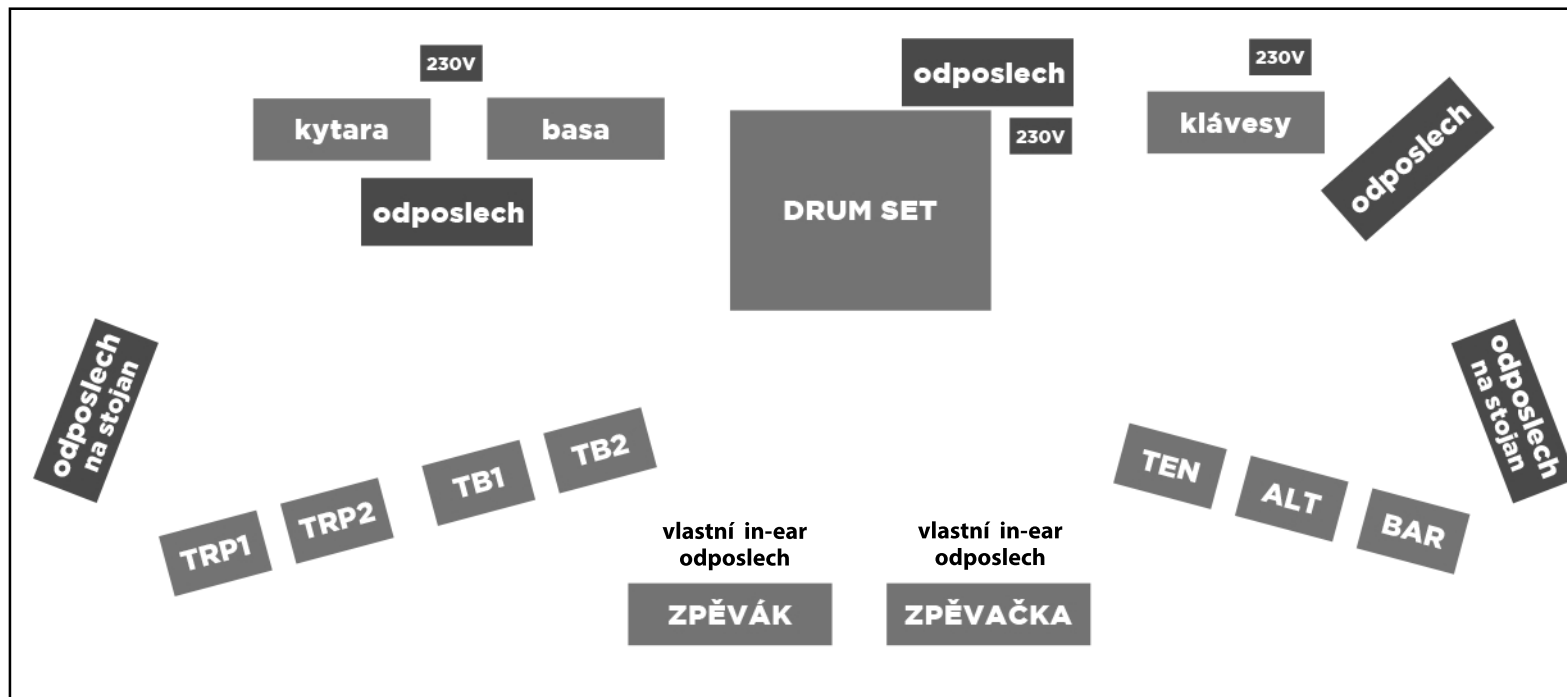 230V
odposlech
230V
kytara
basa
230V
klávesy
odposlech
odposlech
DRUM SET
odposlech
na stojan
odposlech
na stojan
TRP1
TRP2
TB1
TB2
TEN
ALT
BAR
vlastní in-ear
odposlech
vlastní in-ear
odposlech
ZPĚVÁK
ZPĚVAČKA